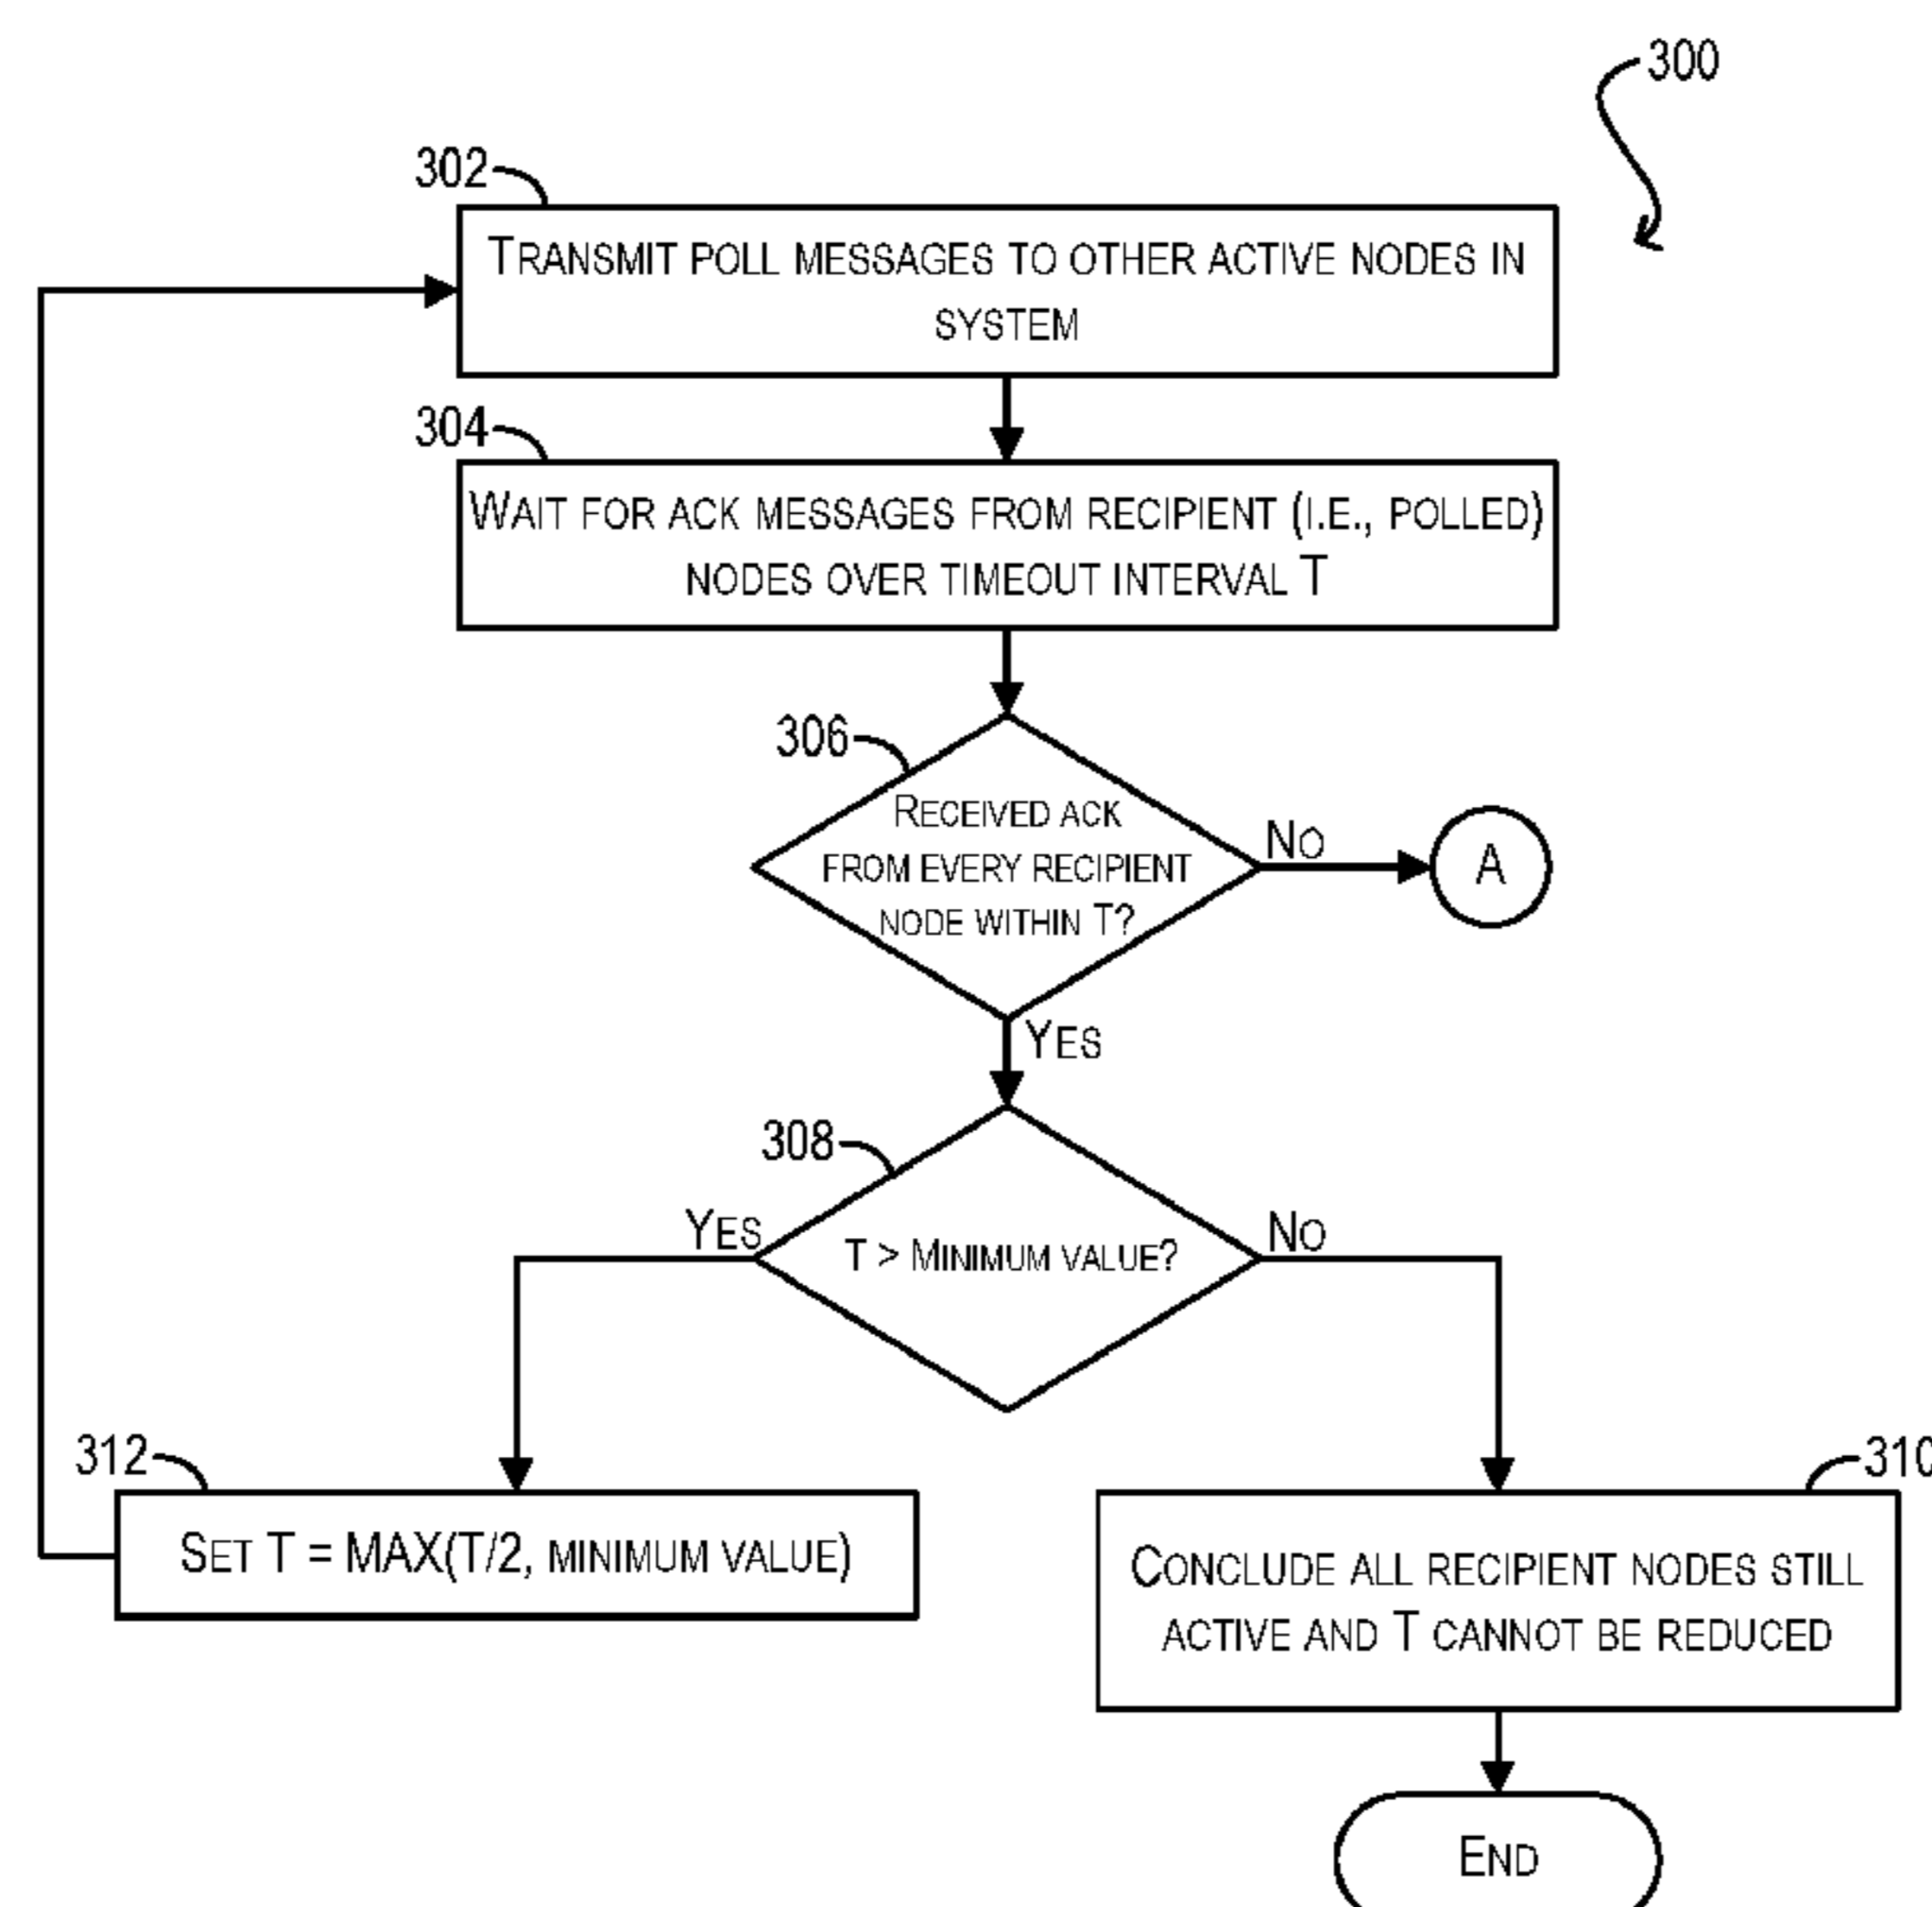 300
302
TRANSMIT POLL MESSAGES TO OTHER ACTIVE NODES IN
SYSTEM
304
WAIT FOR ACK MESSAGES FROM RECIPIENT (I.E., POLLED)
NODES OVER TIMEOUT INTERVAL T
306
RECEIVED ACK
FROM EVERY RECIPIENT
NODE WITHIN T?
NO
A
YES
308
T > MINIMUM VALUE?
YES
NO
312
SET T = MAX(T/2, MINIMUM VALUE)
310
CONCLUDE ALL RECIPIENT NODES STILL
ACTIVE AND T CANNOT BE REDUCED
END